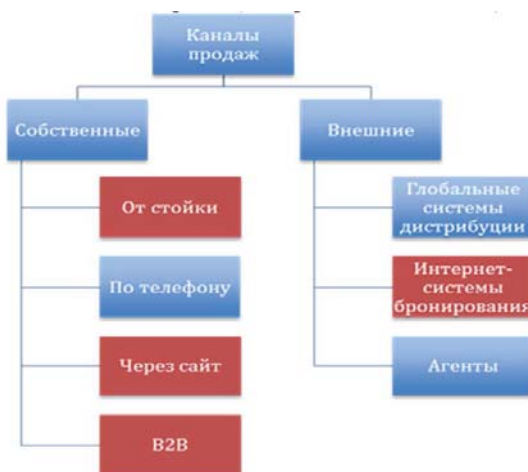 Каналы
продаж
Собственные
Внешние
От стойки
Глобальные
системы
дистрибуции
По телефону
Интернет-
системы
бронирования
Через сайт
Агенты
B2B